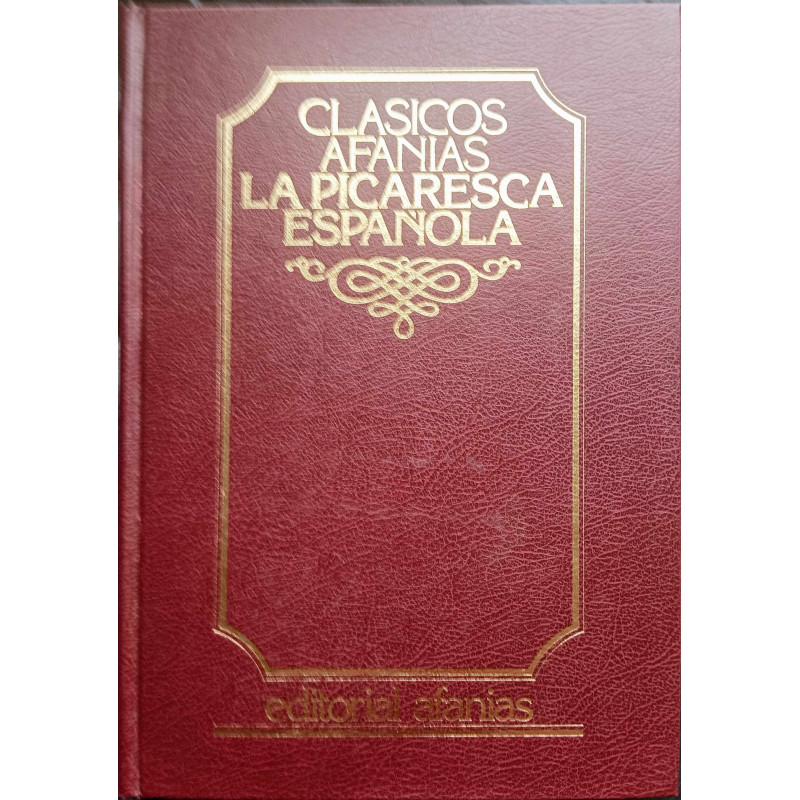 CLASICOS
AFANIAS
LA PICARESCA
ESPAÑOLA
editorial afanias